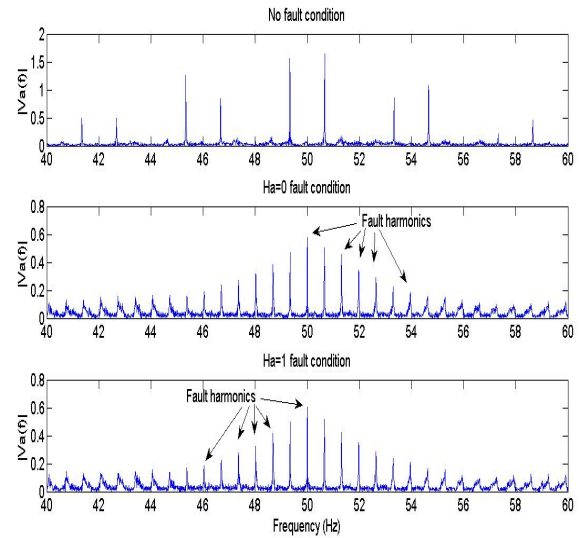 No fault condition
|Va(f)|
2
1.5
1
0.5
0
40 42 44 46 48 50 52 54 56 58 60
Ha=0 fault condition
|Va(f)|
0.8
0.6
0.4
0.2
0
Fault harmonics
40 42 44 46 48 50 52 54 56 58 60
Ha=1 fault condition
|Va(f)|
0.8
0.6
0.4
0.2
0
Fault harmonics
40 42 44 46 48 50 52 54 56 58 60
Frequency (Hz)